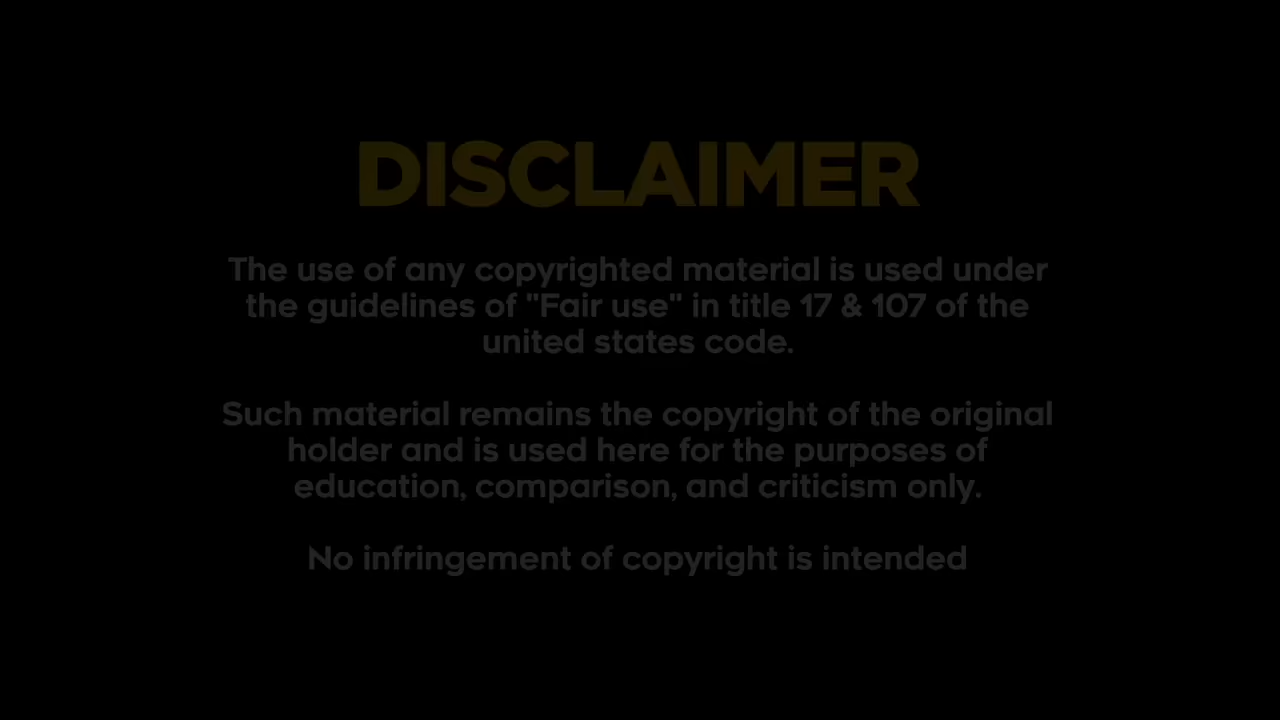 DISCLAIMER
The use of any copyrighted material is used under
the guidelines of "Fair use" in title 17 & 107 of the
united states code.
Such material remains the copyright of the original
holder and is used here for the purposes of
education, comparison, and criticism only.
No infringement of copyright is intended